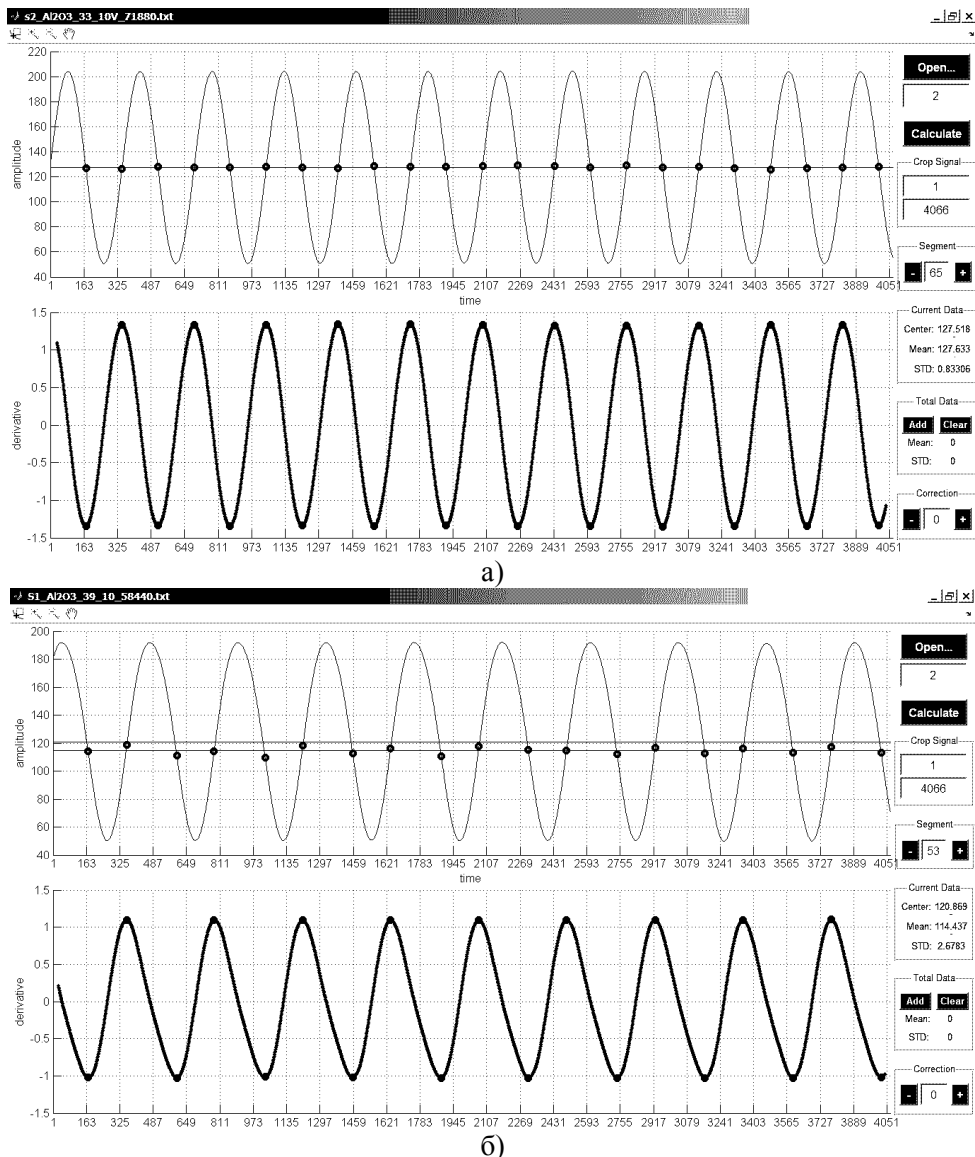 s2_Al2O3_33_10V_71880.txt
220
200
180
160
140
120
100
80
60
40
amplitude
1 163 325 487 649 811 973 1135 1297 1459 1621 1783 1945 2107 2269 2431 2593 2755 2917 3079 3241 3403 3565 3727 3889 4051
time
1.5
1
0.5
0
-0.5
-1
-1.5
derivative
1 163 325 487 649 811 973 1135 1297 1459 1621 1783 1945 2107 2269 2431 2593 2755 2917 3079 3241 3403 3565 3727 3889 4051
Open...
2
Calculate
Crop Signal
1
4066
Segment
- 65 +
Current Data
Center: 127.518
Mean: 127.633
STD: 0.83306
Total Data
Add Clear
Mean: 0
STD: 0
Correction
- 0 +
а)
S1_Al2O3_39_10_58440.txt
200
180
160
140
120
100
80
60
40
amplitude
1 163 325 487 649 811 973 1135 1297 1459 1621 1783 1945 2107 2269 2431 2593 2755 2917 3079 3241 3403 3565 3727 3889 4051
time
1.5
1
0.5
0
-0.5
-1
-1.5
derivative
1 163 325 487 649 811 973 1135 1297 1459 1621 1783 1945 2107 2269 2431 2593 2755 2917 3079 3241 3403 3565 3727 3889 4051
Open...
2
Calculate
Crop Signal
1
4066
Segment
- 53 +
Current Data
Center: 120.869
Mean: 114.437
STD: 2.6783
Total Data
Add Clear
Mean: 0
STD: 0
Correction
- 0 +
б)